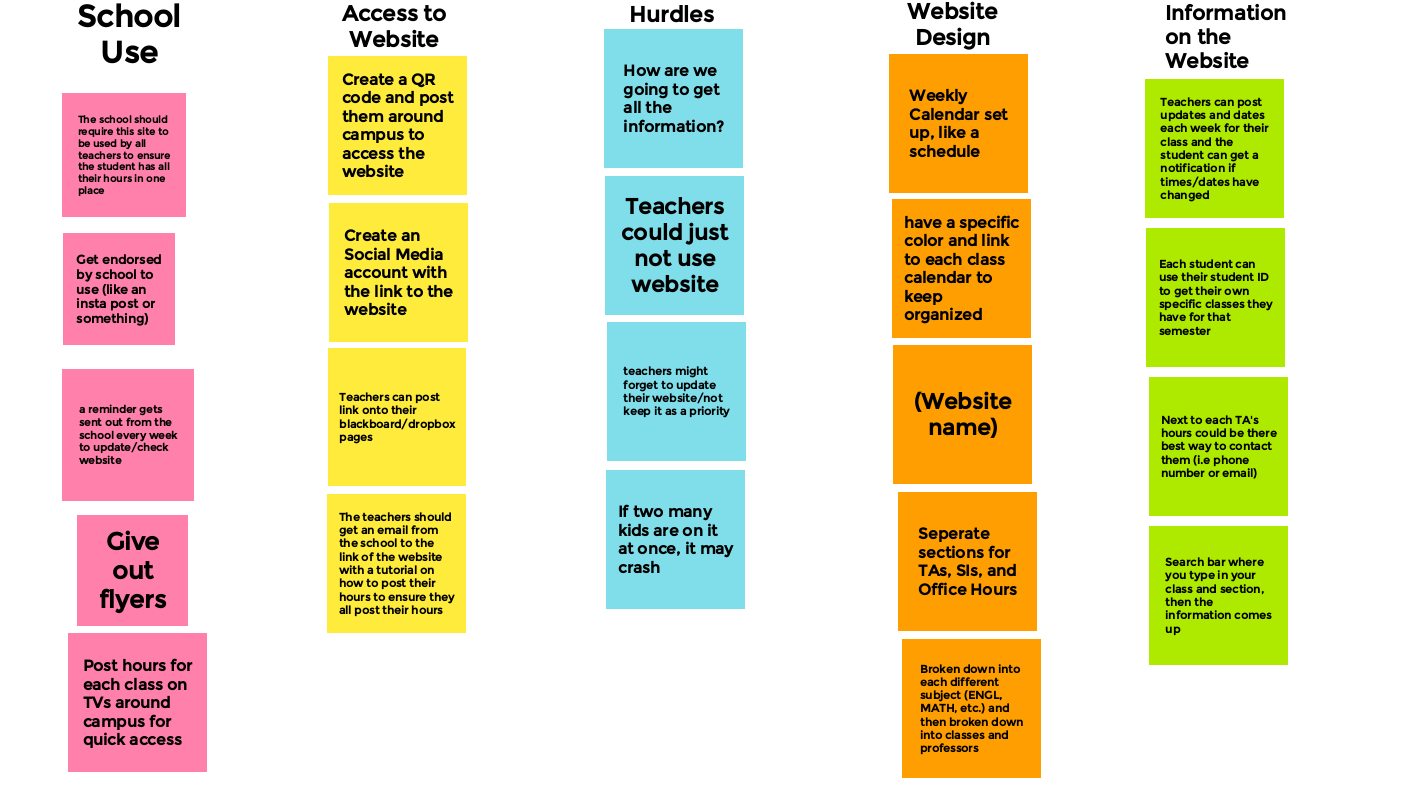 School
Use
The school should
require this site to
be used by all
teachers to ensure
the student has all
their hours in one
place
Get endorsed
by school to
use (like an
insta post or
something)
a reminder gets
sent out from the
school every week
to update/check
website
Give
out
flyers
Post hours for
each class on
TVs around
campus for
quick access
Access to
Website
Create a QR
code and post
them around
campus to
access the
website
Create an
Social Media
account with
the link to the
website
Teachers can post
link onto their
blackboard/dropbox
pages
The teachers should
get an email from
the school to the
link of the website
with a tutorial on
how to post their
hours to ensure they
all post their hours
Hurdles
How are we
going to get
all the
information?
Teachers
could just
not use
website
teachers might
forget to update
their website/not
keep it as a priority
If two many
kids are on it
at once, it may
crash
Website
Design
Weekly
Calendar set
up, like a
schedule
have a specific
color and link
to each class
calendar to
keep
organized
(Website
name)
Seperate
sections for
TAs, SIs, and
Office Hours
Broken down into
each different
subject (ENGL,
MATH, etc.) and
then broken down
into classes and
professors
Information
on the
Website
Teachers can post
updates and dates
each week for their
class and the
student can get a
notification if
times/dates have
changed
Each student can
use their student ID
to get their own
specific classes they
have for that
semester
Next to each TA's
hours could be there
best way to contact
them (i.e phone
number or email)
Search bar where
you type in your
class and section,
then the
information comes
up